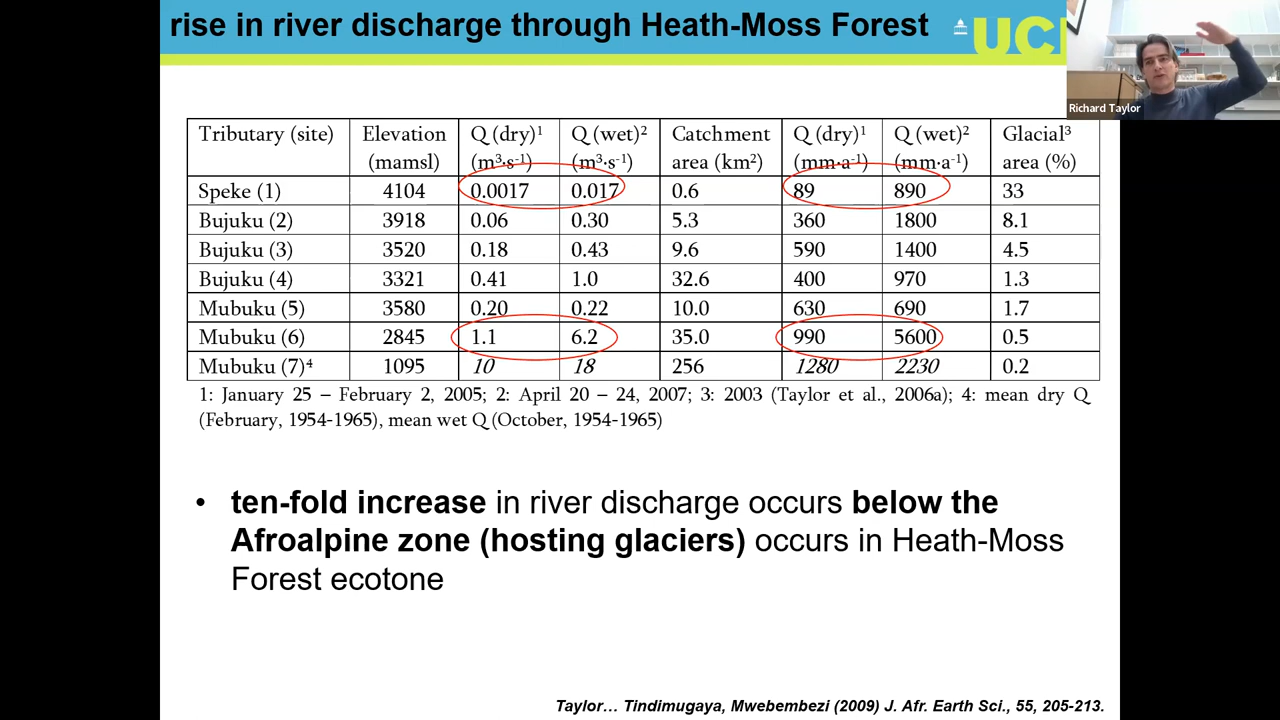 rise in river discharge through Heath-Moss Forest
UCL
Richard Taylor
Tributary (site) Elevation (mamsl) Q (dry)¹ (m³·s⁻¹) Q (wet)² (m³·s⁻¹) Catchment area (km²) Q (dry)¹ (mm·a⁻¹) Q (wet)² (mm·a⁻¹) Glacial³ area (%)
Speke (1) 4104 0.0017 0.017 0.6 89 890 33
Bujuku (2) 3918 0.06 0.30 5.3 360 1800 8.1
Bujuku (3) 3520 0.18 0.43 9.6 590 1400 4.5
Bujuku (4) 3321 0.41 1.0 32.6 400 970 1.3
Mubuku (5) 3580 0.20 0.22 10.0 630 690 1.7
Mubuku (6) 2845 1.1 6.2 35.0 990 5600 0.5
Mubuku (7)⁴ 1095 10 18 256 1280 2230 0.2
1: January 25 – February 2, 2005; 2: April 20 – 24, 2007; 3: 2003 (Taylor et al., 2006a); 4: mean dry Q
(February, 1954-1965), mean wet Q (October, 1954-1965)
• ten-fold increase in river discharge occurs below the
Afroalpine zone (hosting glaciers) occurs in Heath-Moss
Forest ecotone
Taylor… Tindimugaya, Mwebembezi (2009) J. Afr. Earth Sci., 55, 205-213.